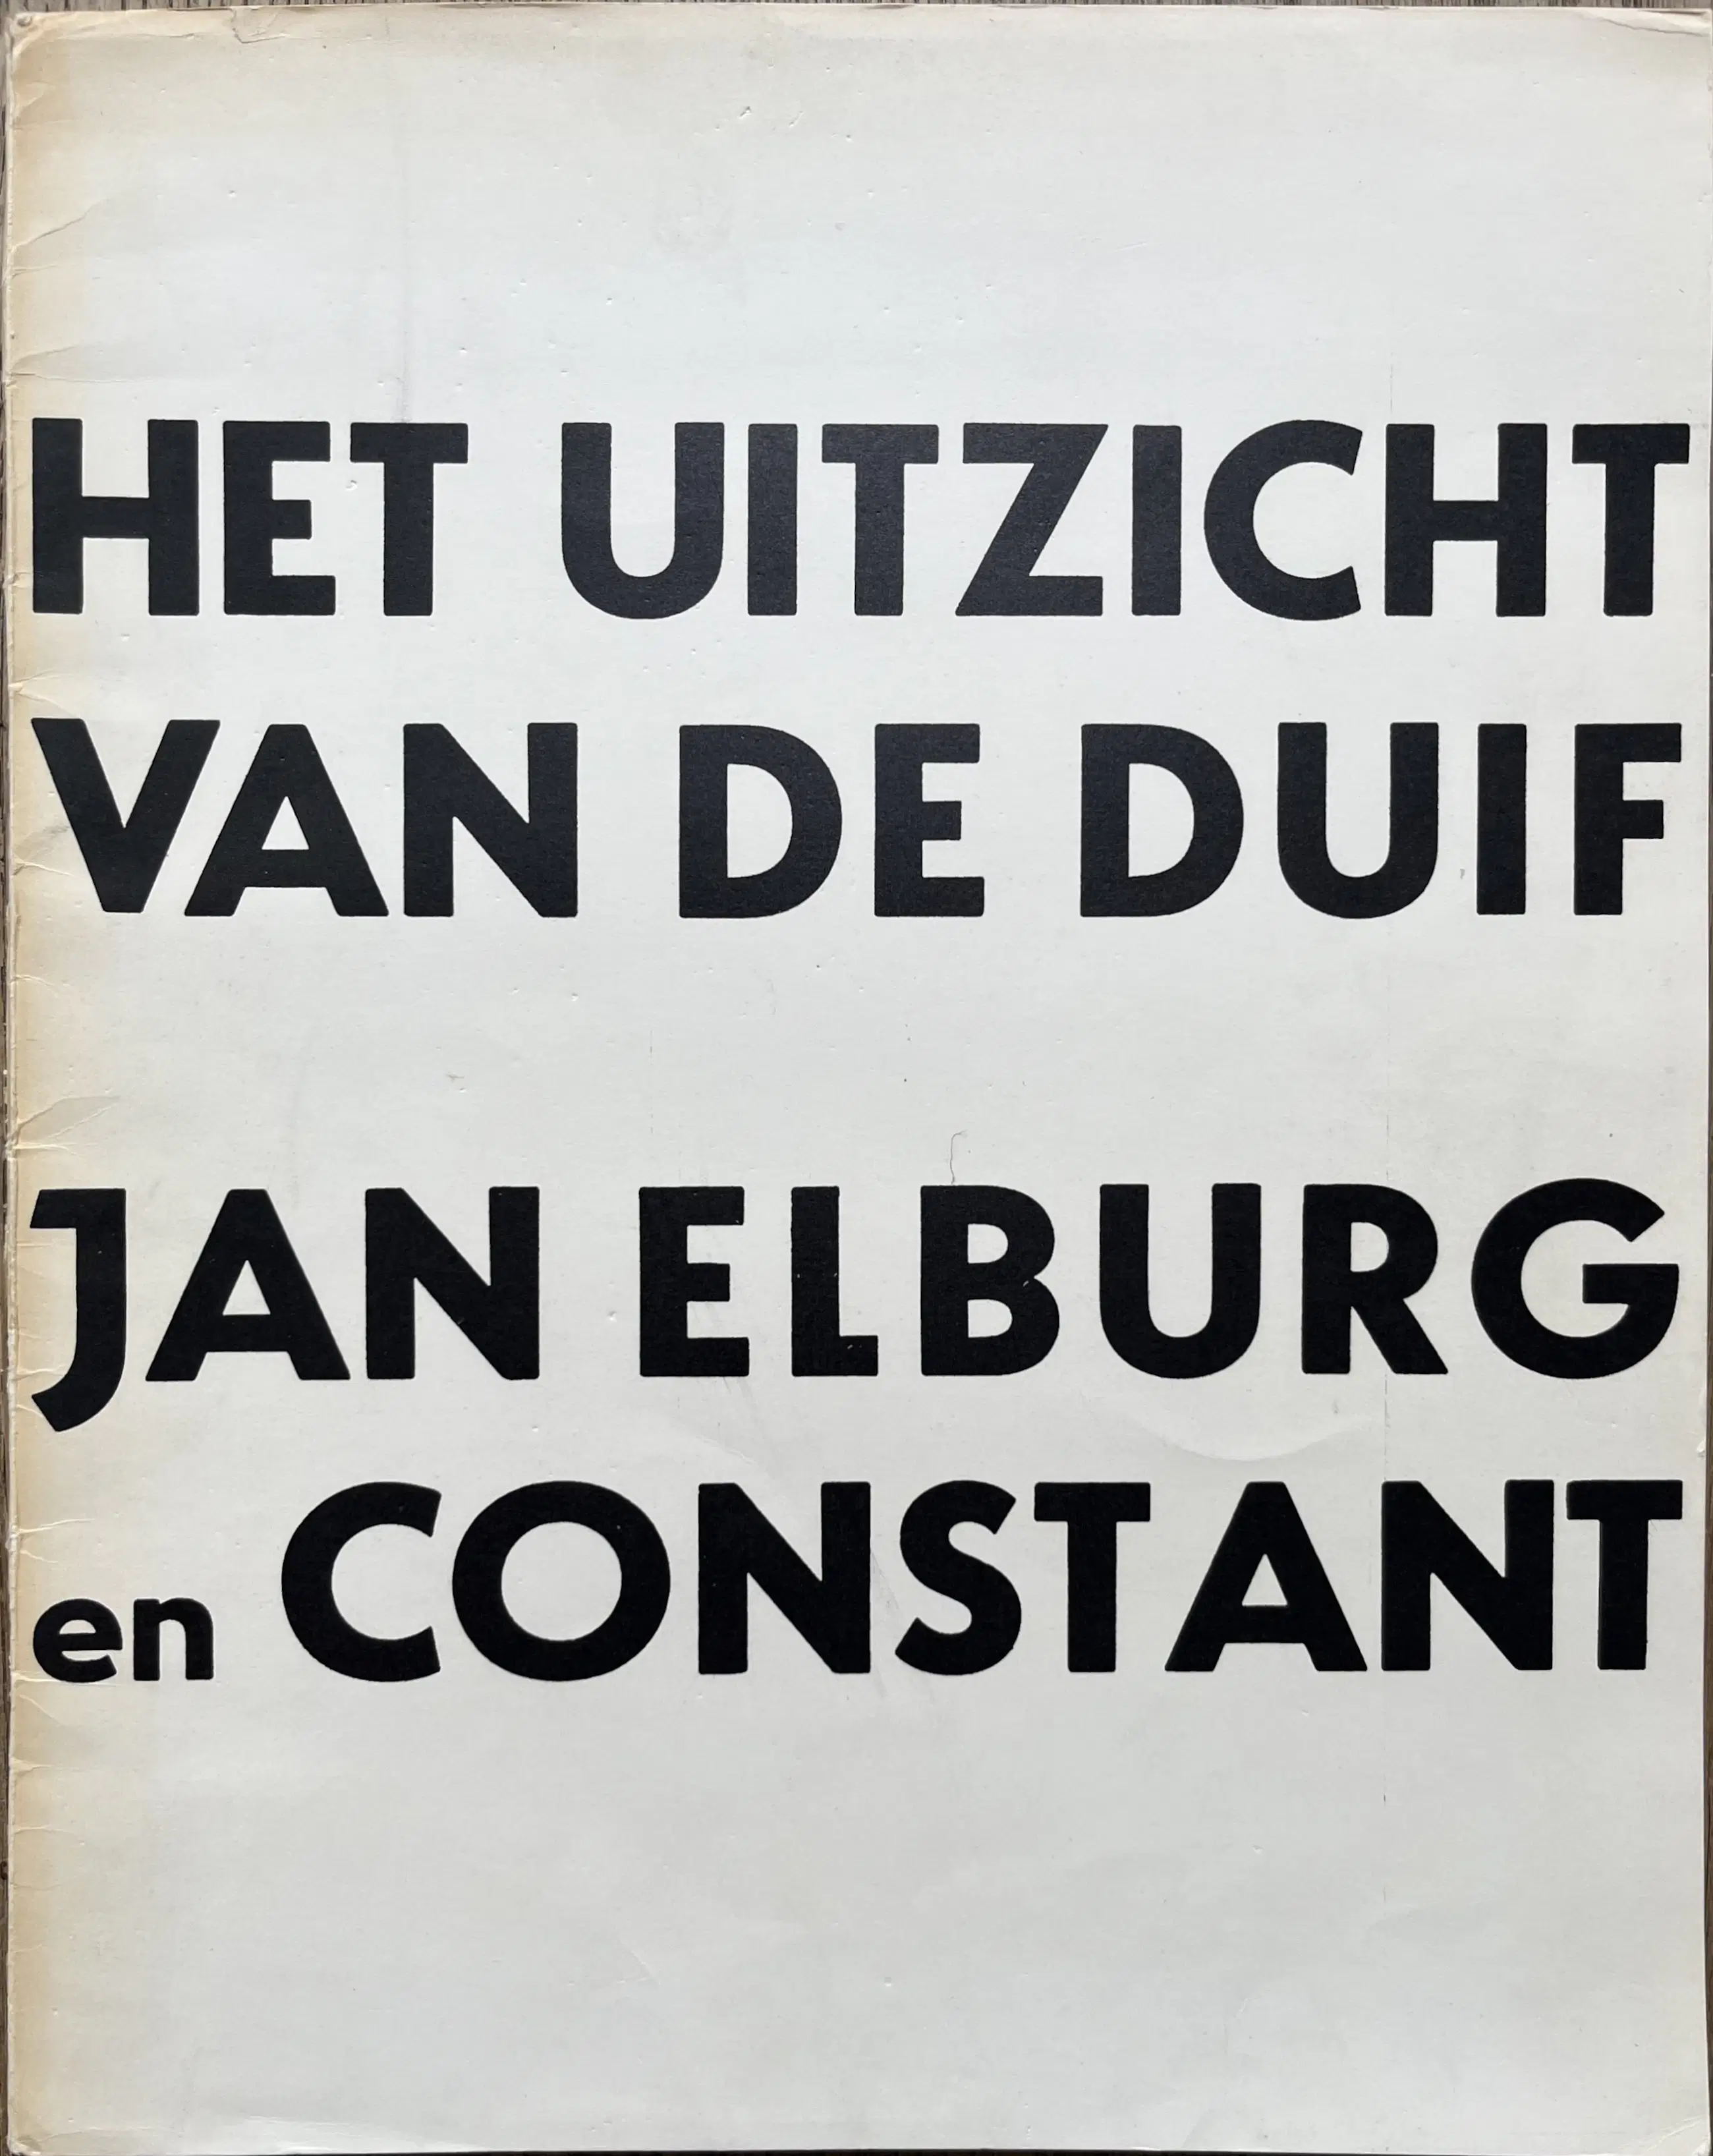 HET UITZICHT
VAN DE DUIF
JAN ELBURG
en CONSTANT